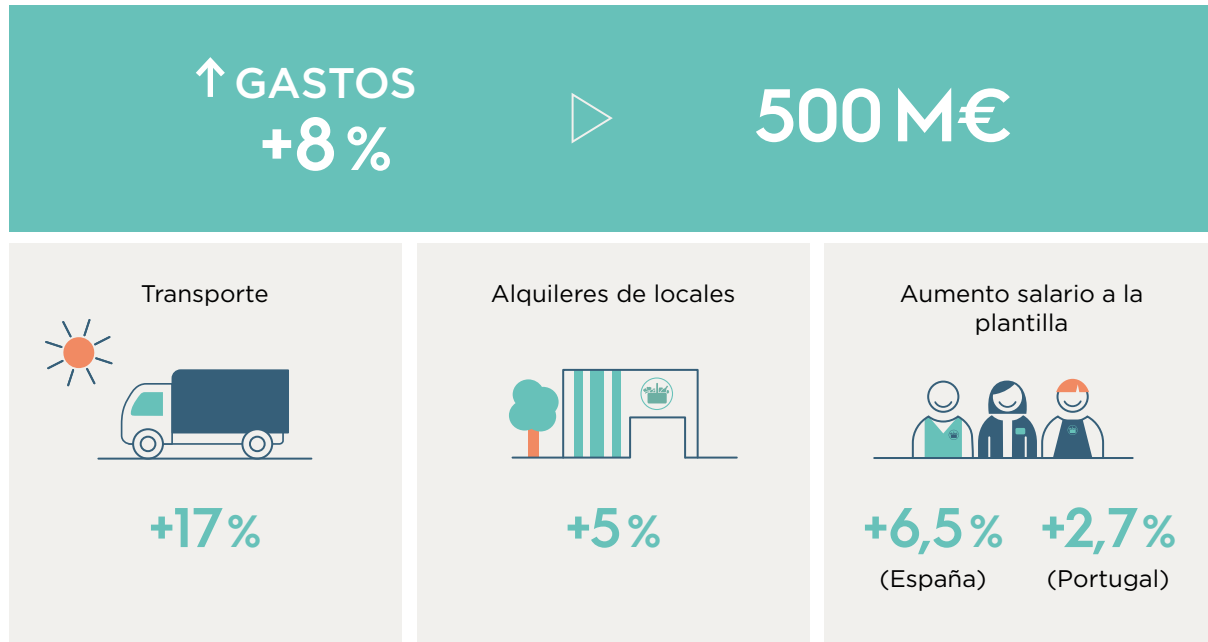 ↑ GASTOS
+8 %
500 M€
Transporte
+17 %
Alquileres de locales
+5 %
Aumento salario a la
plantilla
+6,5 %
(España)
+2,7 %
(Portugal)